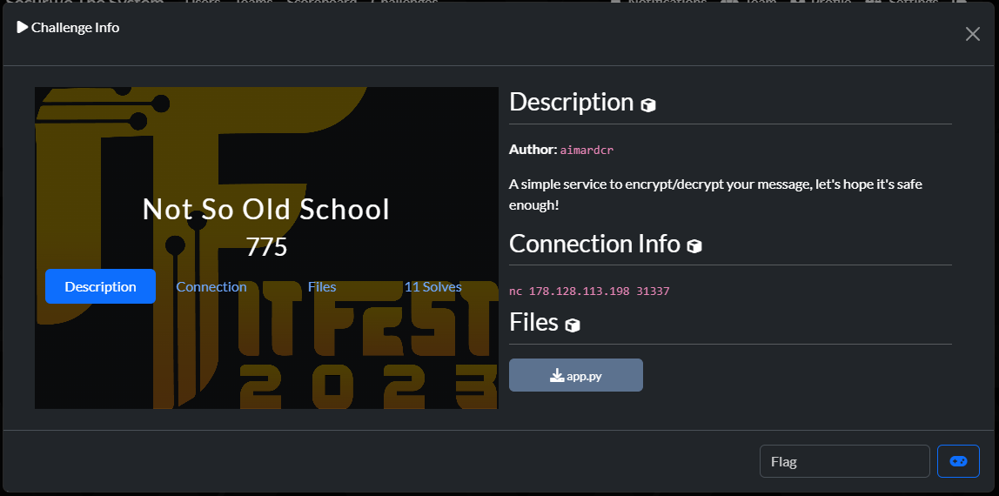 Challenge Info
Not So Old School
775
Description
Connection
Files
11 Solves
ITFEST
2023
Description
Author: aimardcr
A simple service to encrypt/decrypt your message, let's hope it's safe
enough!
Connection Info
nc 178.128.113.198 31337
Files
app.py
Flag